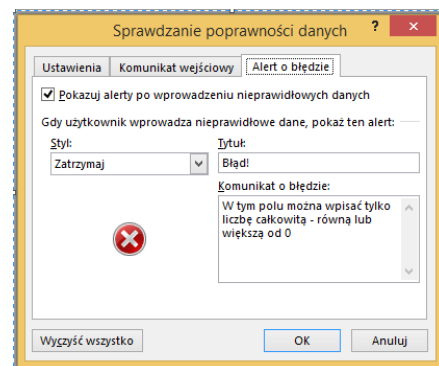 Sprawdzanie poprawności danych ? ×
Ustawienia Komunikat wejściowy Alert o błędzie
Pokazuj alerty po wprowadzeniu nieprawidłowych danych
Gdy użytkownik wprowadza nieprawidłowe dane, pokaż ten alert:
Styl: Tytuł:
Zatrzymaj Błąd!
Komunikat o błędzie:
W tym polu można wpisać tylko
liczbę całkowitą - równą lub
większą od 0
Wyczyść wszystko OK Anuluj